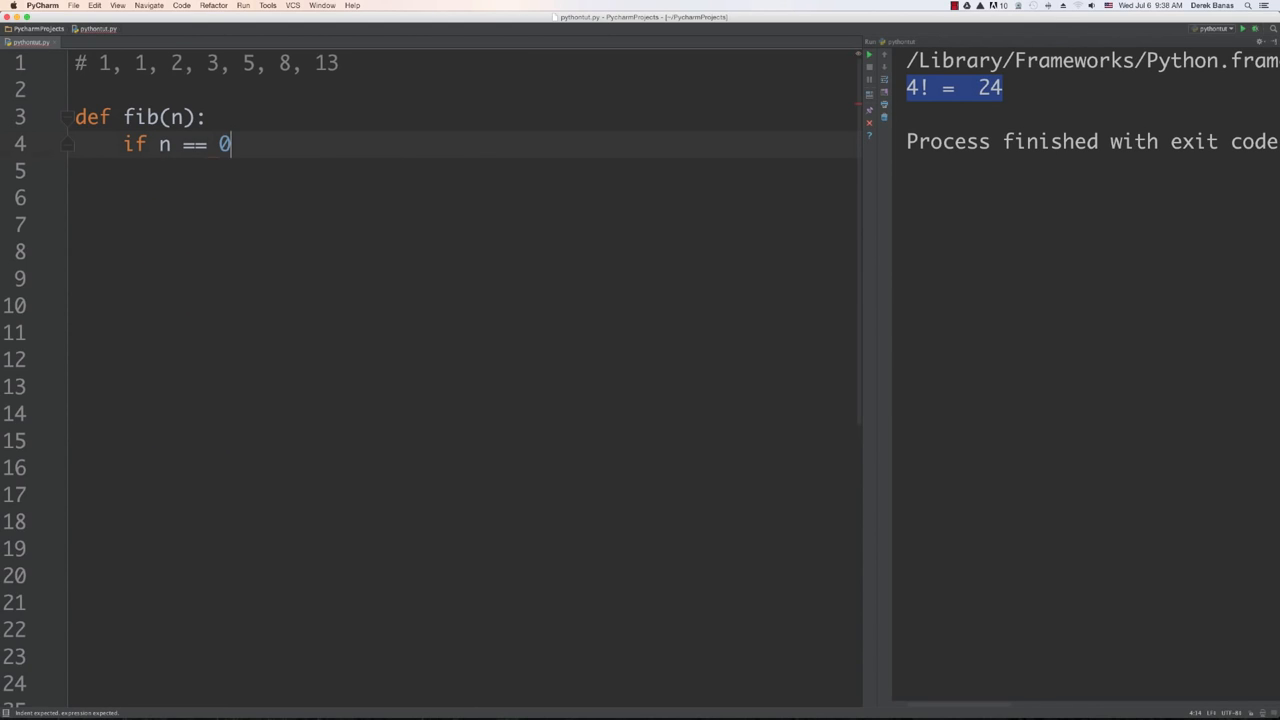 PyCharm File Edit View Navigate Code Refactor Run Tools VCS Window Help 10 Wed Jul 6 9:38 AM Derek Banas
pythontut.py - PycharmProjects - [~/PycharmProjects]
PycharmProjects pythontut.py pythontut
pythontut.py Run pythontut
1 # 1, 1, 2, 3, 5, 8, 13
2
3 def fib(n):
4 if n == 0
5
6
7
8
9
10
11
12
13
14
15
16
17
18
19
20
21
22
23
24
/Library/Frameworks/Python.fram
4! = 24
Process finished with exit code
Indent expected. expression expected.
4:14 LF÷ UTF-8÷